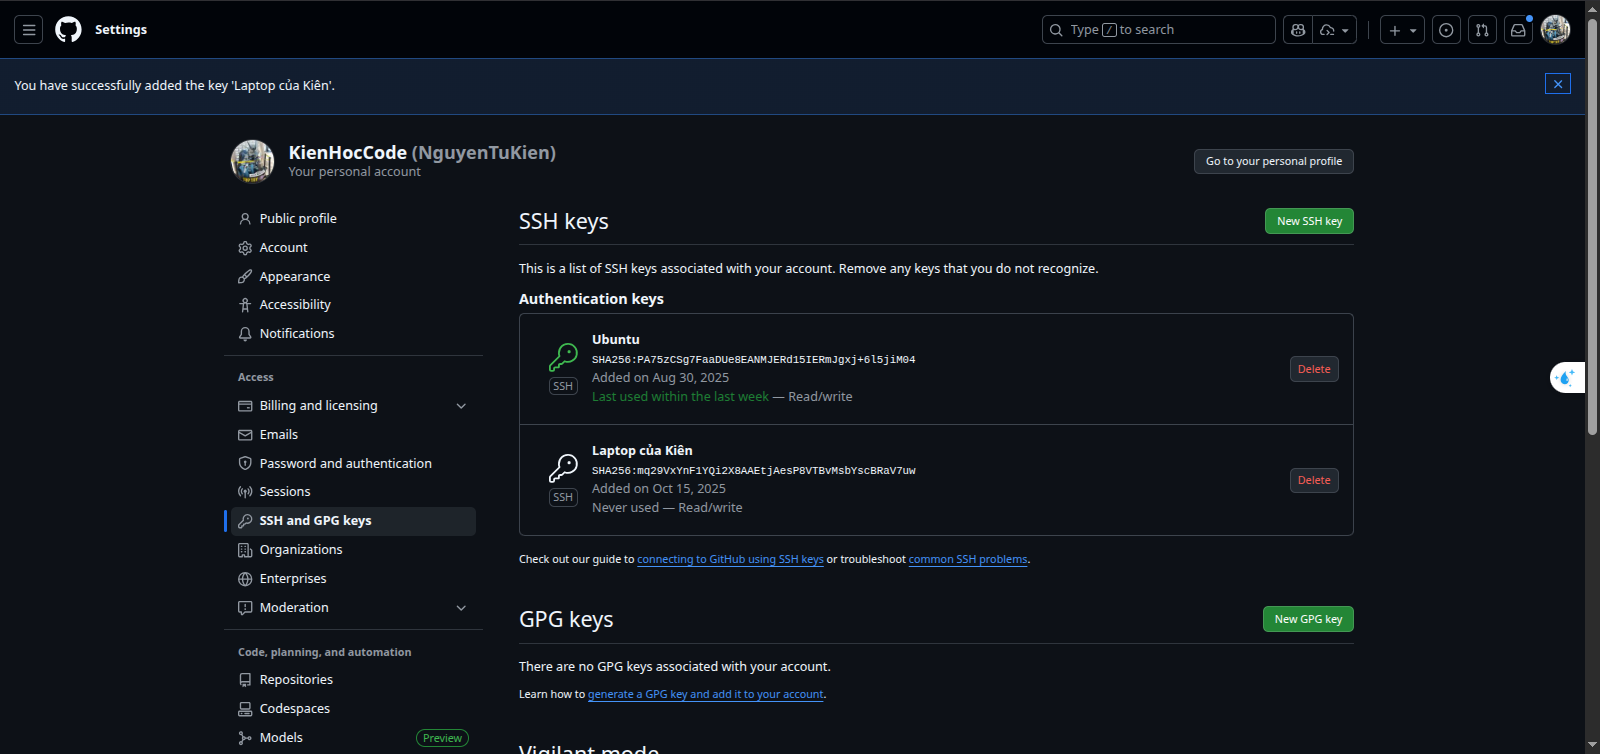 Settings
Type / to search
You have successfully added the key 'Laptop của Kiên'.
KienHocCode (NguyenTuKien)
Your personal account
Go to your personal profile
Public profile
Account
Appearance
Accessibility
Notifications
Access
Billing and licensing
Emails
Password and authentication
Sessions
SSH and GPG keys
Organizations
Enterprises
Moderation
Code, planning, and automation
Repositories
Codespaces
Models
Preview
SSH keys
New SSH key
This is a list of SSH keys associated with your account. Remove any keys that you do not recognize.
Authentication keys
Ubuntu
SHA256:PA75zCSg7FaaDUe8EANMJERd15IERmJgxj+6l5jiM04
SSH
Added on Aug 30, 2025
Last used within the last week — Read/write
Delete
Laptop của Kiên
SHA256:mq29VxYnF1YQi2X8AAEtjAesP8VTBvMsbYscBRaV7uw
SSH
Added on Oct 15, 2025
Never used — Read/write
Delete
Check out our guide to connecting to GitHub using SSH keys or troubleshoot common SSH problems.
GPG keys
New GPG key
There are no GPG keys associated with your account.
Learn how to generate a GPG key and add it to your account.
Vigilant mode